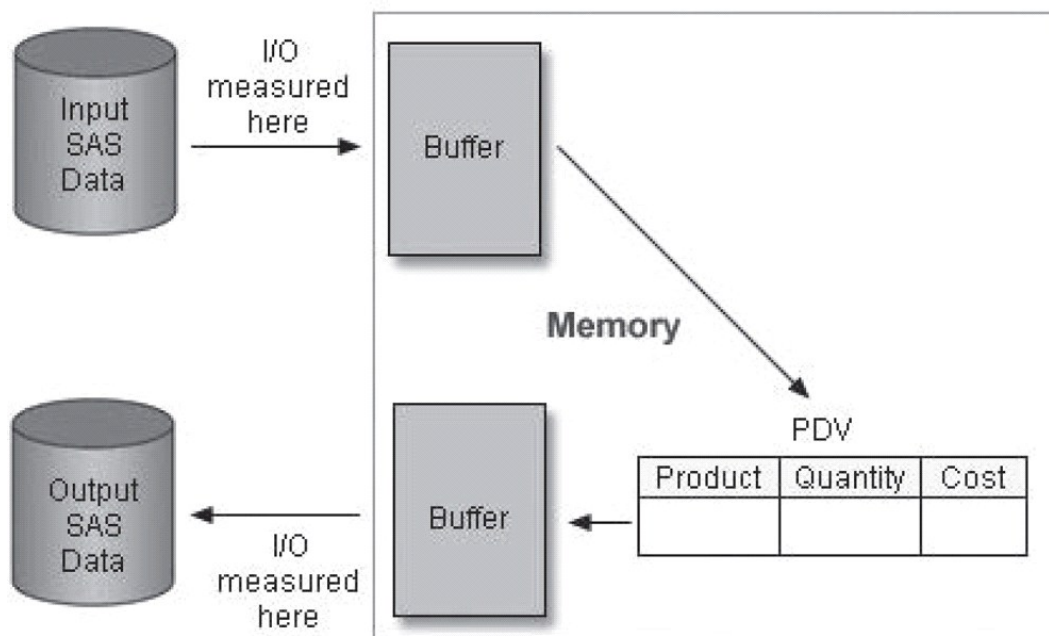 Input
SAS
Data
I/O
measured
here
Buffer
Memory
PDV
Product Quantity Cost
Output
SAS
Data
I/O
measured
here
Buffer